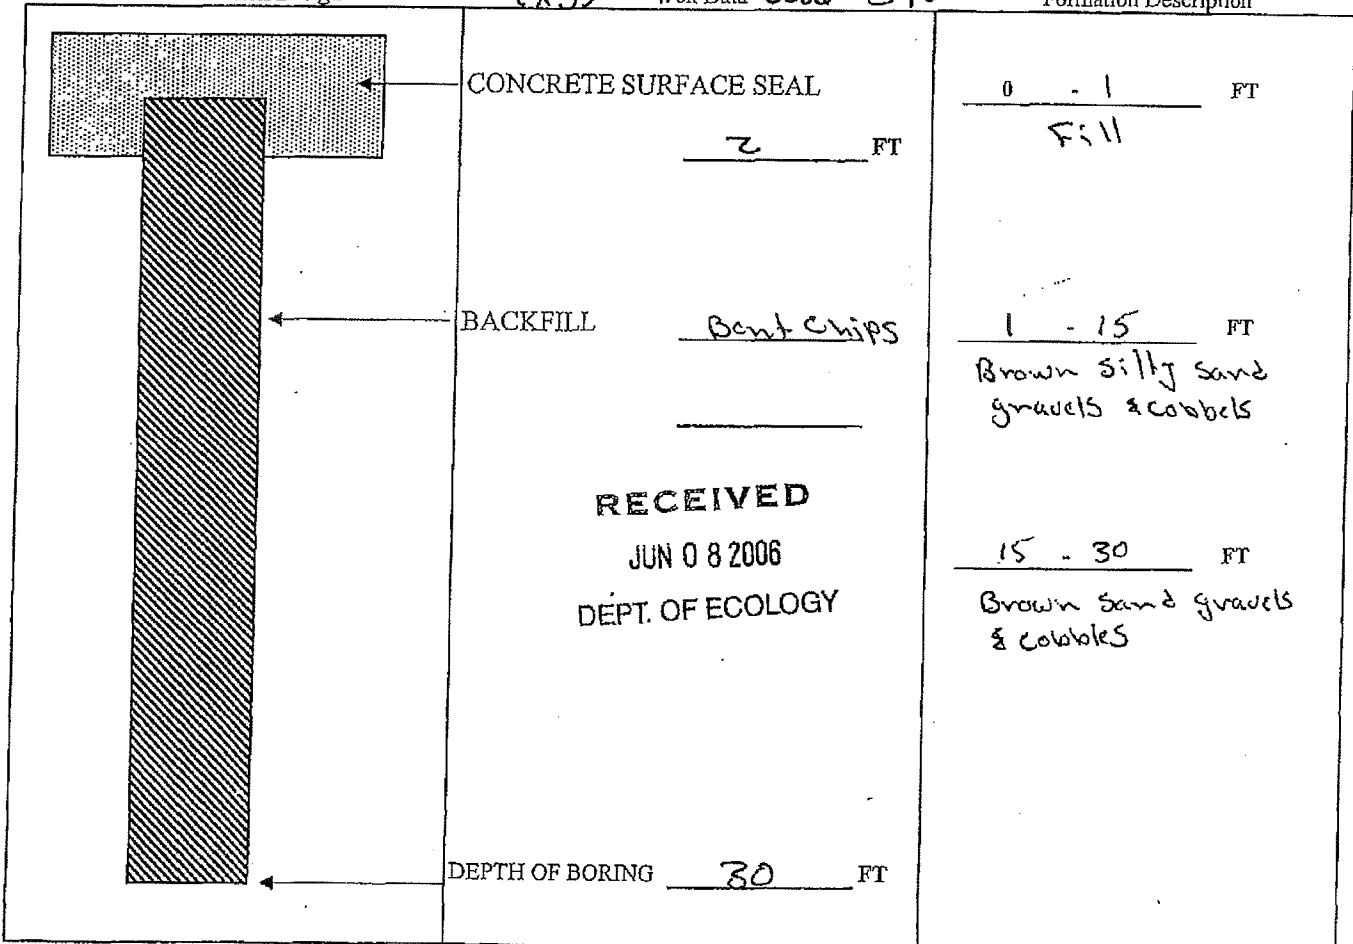 Formation Description
CONCRETE SURFACE SEAL
2 FT
0 - 1 FT
Fill
BACKFILL Bent Chips
1 - 15 FT
Brown Silty Sand
gravels & cobbels
RECEIVED
JUN 0 8 2006
DEPT. OF ECOLOGY
15 - 30 FT
Brown Sand gravels
& cobbles
DEPTH OF BORING 30 FT